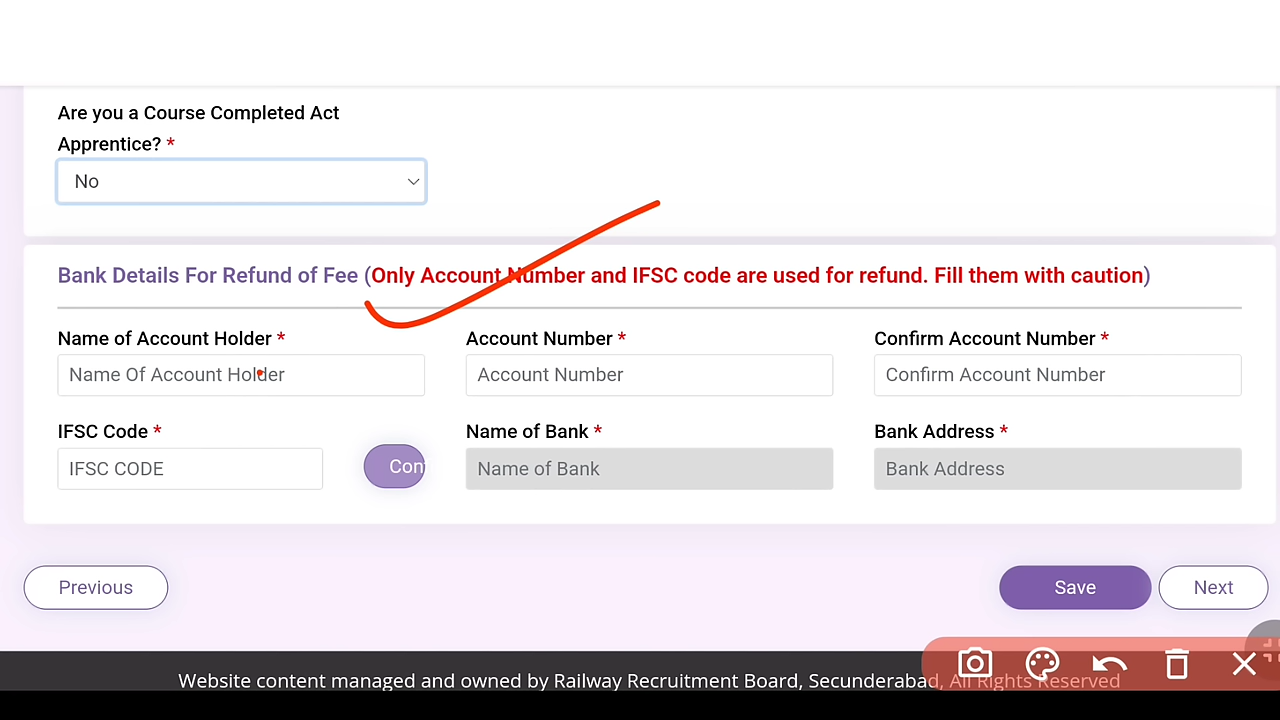 Are you a Course Completed Act
Apprentice? *
No
Bank Details For Refund of Fee (Only Account Number and IFSC code are used for refund. Fill them with caution)
Name of Account Holder * Account Number * Confirm Account Number *
Name Of Account Holder Account Number Confirm Account Number
IFSC Code * Name of Bank * Bank Address *
IFSC CODE Con Name of Bank Bank Address
Previous Save Next
Website content managed and owned by Railway Recruitment Board, Secunderabad, All Rights Reserved